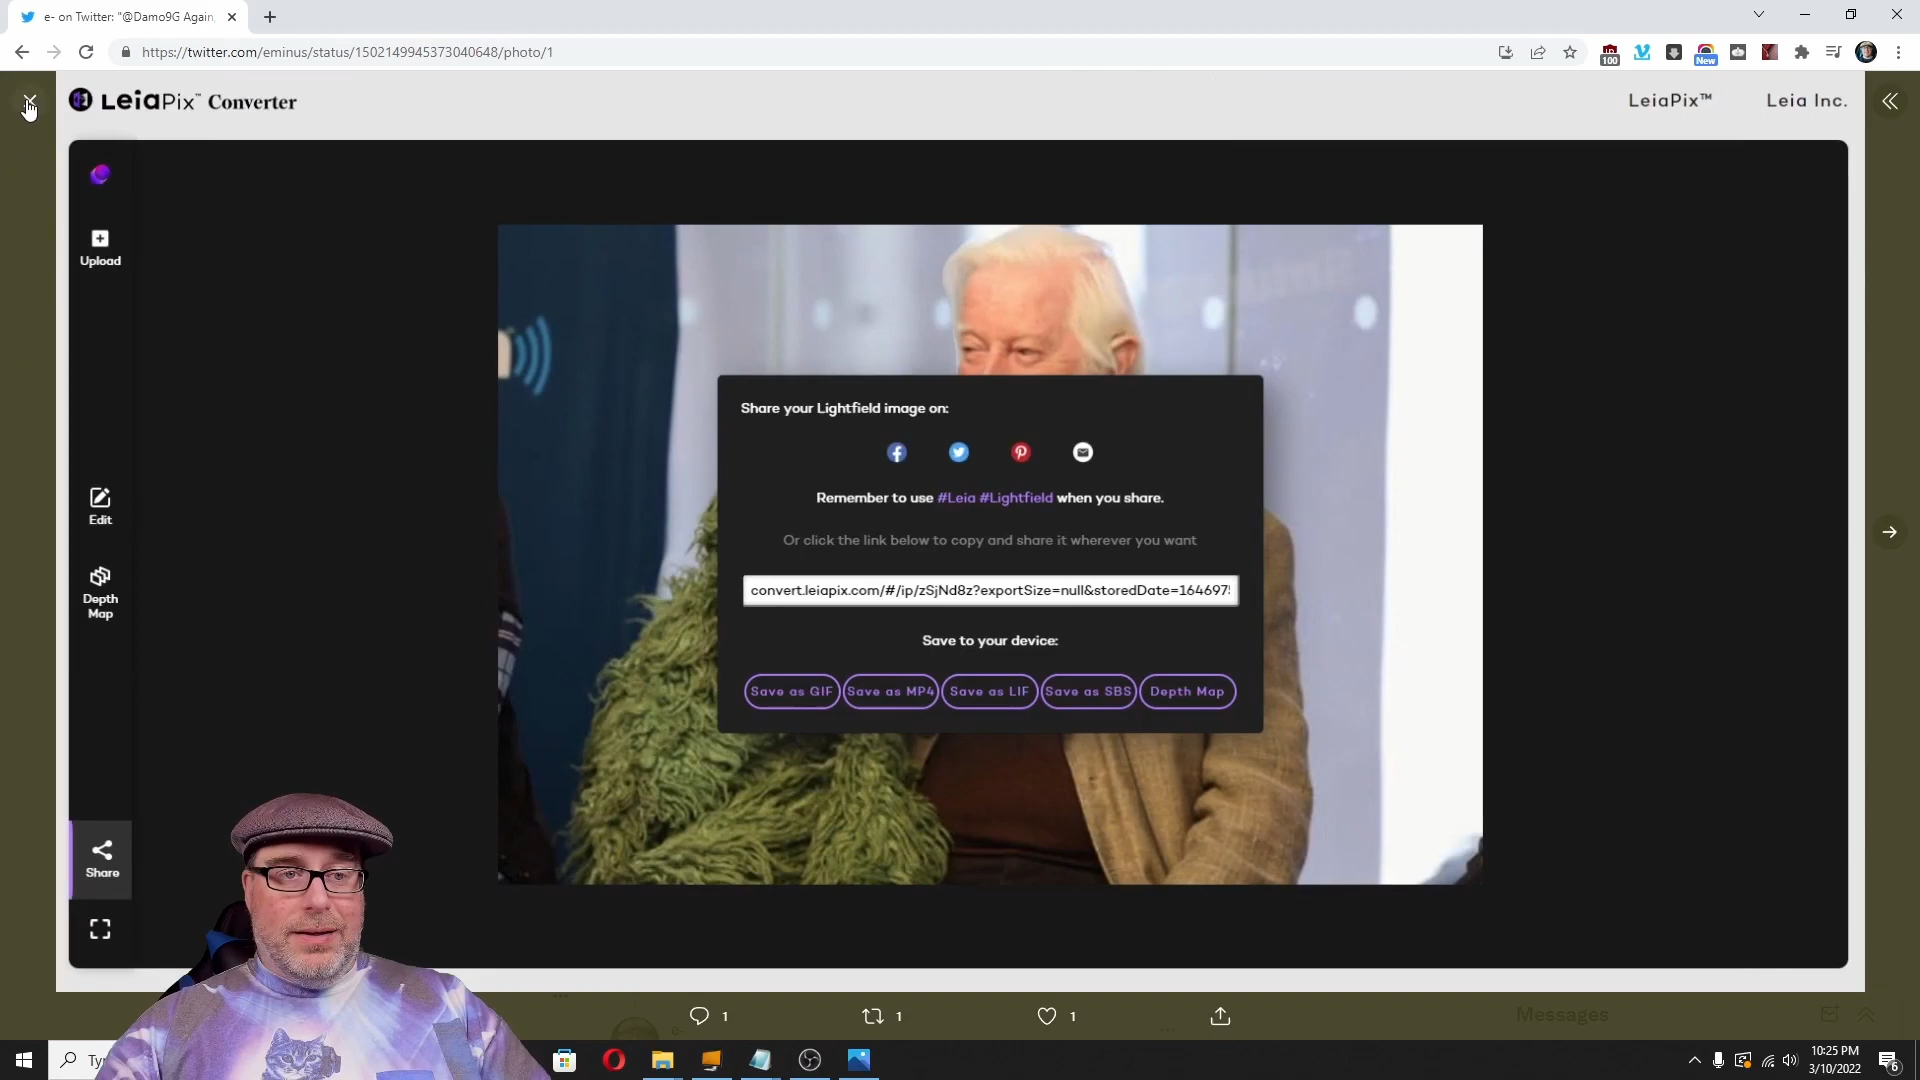 e- on Twitter: "@Damo9G Again,
https://twitter.com/eminus/status/1502149945373040648/photo/1
100
New
LeiaPix™ Converter
LeiaPix™
Leia Inc.
Upload
Edit
Depth
Map
Share
Share your Lightfield image on:
Remember to use #Leia #Lightfield when you share.
Or click the link below to copy and share it wherever you want
convert.leiapix.com/#/ip/zSjNd8z?exportSize=null&storedDate=164697
Save to your device:
Save as GIF
Save as MP4
Save as LIF
Save as SBS
Depth Map
1
1
1
Messages
e-
Ty
10:25 PM
3/10/2022
6